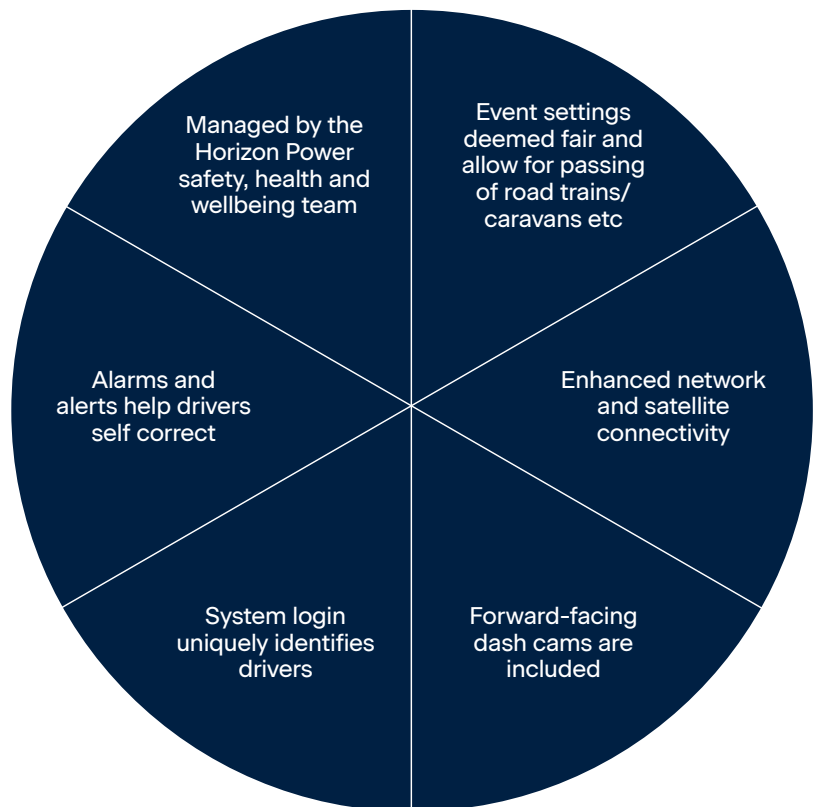 Managed by the
Horizon Power
safety, health and
wellbeing team
Event settings
deemed fair and
allow for passing
of road trains/
caravans etc
Alarms and
alerts help drivers
self correct
Enhanced network
and satellite
connectivity
System login
uniquely identifies
drivers
Forward-facing
dash cams are
included